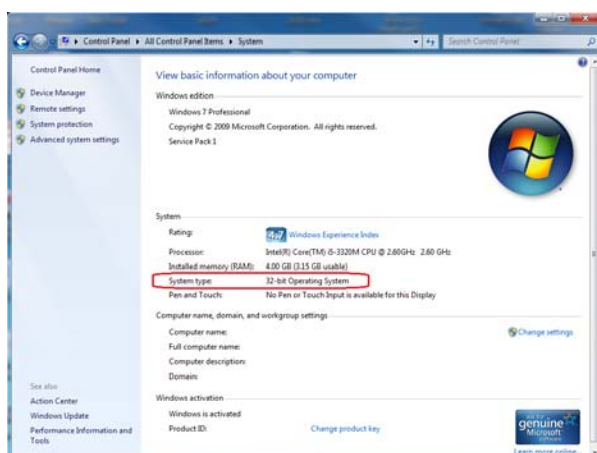 Control Panel ▸ All Control Panel Items ▸ System
Search Control Panel
Control Panel Home
Device Manager
Remote settings
System protection
Advanced system settings
See also
Action Center
Windows Update
Performance Information and
Tools
View basic information about your computer
Windows edition
Windows 7 Professional
Copyright © 2009 Microsoft Corporation. All rights reserved.
Service Pack 1
System
Rating: 4.7 Windows Experience Index
Processor: Intel(R) Core(TM) i5-3320M CPU @ 2.60GHz 2.60 GHz
Installed memory (RAM): 4.00 GB (3.15 GB usable)
System type: 32-bit Operating System
Pen and Touch: No Pen or Touch Input is available for this Display
Computer name, domain, and workgroup settings
Computer name: Change settings
Full computer name:
Computer description:
Domain:
Windows activation
Windows is activated
Product ID: Change product key
ask for
genuine
Microsoft
software
Learn more online...